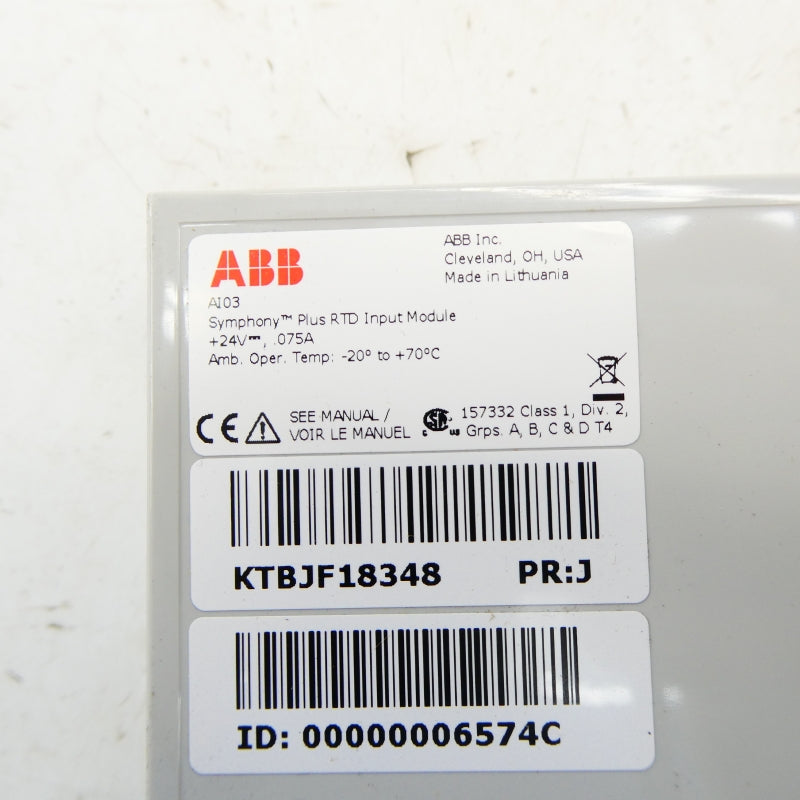 ABB
ABB Inc.
Cleveland, OH, USA
Made in Lithuania
AI03
Symphony™ Plus RTD Input Module
+24V⎓, .075A
Amb. Oper. Temp: -20° to +70°C
CE
SEE MANUAL /
VOIR LE MANUEL
157332 Class 1, Div. 2,
Grps. A, B, C & D T4
KTBJF18348 PR:J
ID: 00000006574C